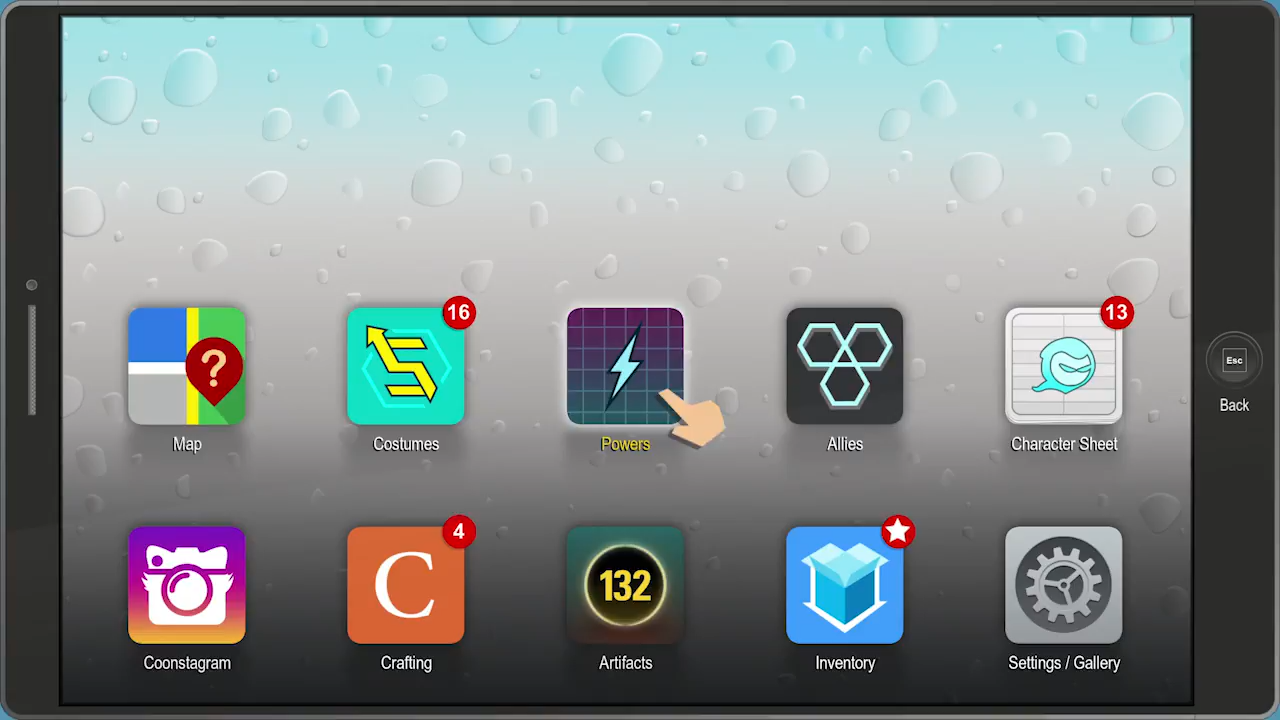 16
13
?
Esc
Map
Costumes
Powers
Allies
Character Sheet
Back
4
C
132
Coonstagram
Crafting
Artifacts
Inventory
Settings / Gallery